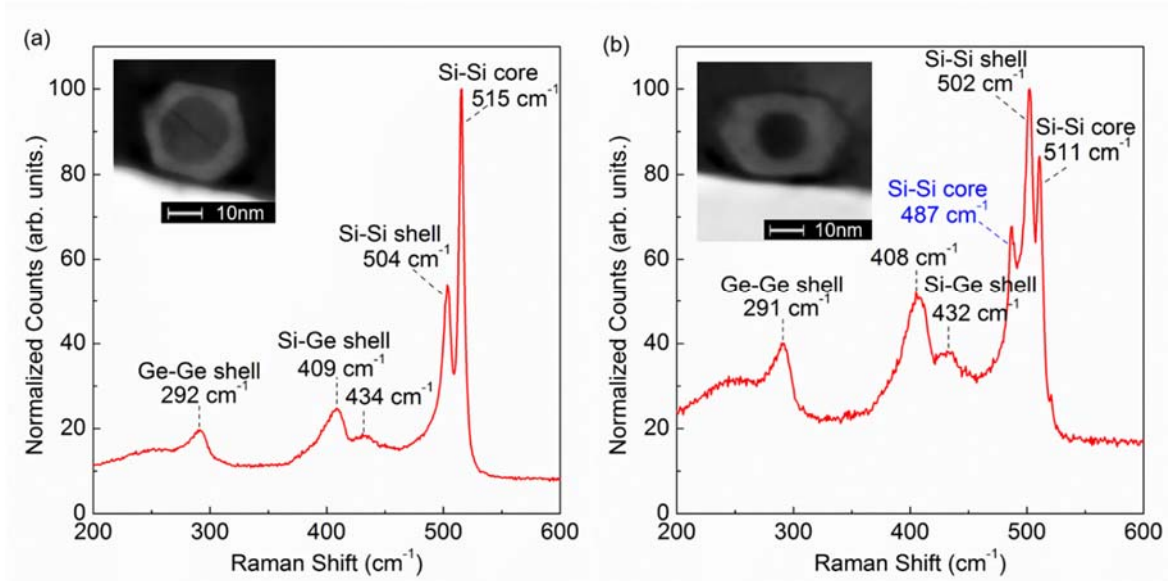 (a)
Normalized Counts (arb. units.)
100
80
60
40
20
0
200
300
400
500
600
Raman Shift (cm⁻¹)
10nm
Si-Si core
515 cm⁻¹
Si-Si shell
504 cm⁻¹
Si-Ge shell
409 cm⁻¹
434 cm⁻¹
Ge-Ge shell
292 cm⁻¹
(b)
Normalized Counts (arb. units.)
100
80
60
40
20
0
200
300
400
500
600
Raman Shift (cm⁻¹)
10nm
Si-Si shell
502 cm⁻¹
Si-Si core
511 cm⁻¹
Si-Si core
487 cm⁻¹
408 cm⁻¹
Si-Ge shell
432 cm⁻¹
Ge-Ge shell
291 cm⁻¹